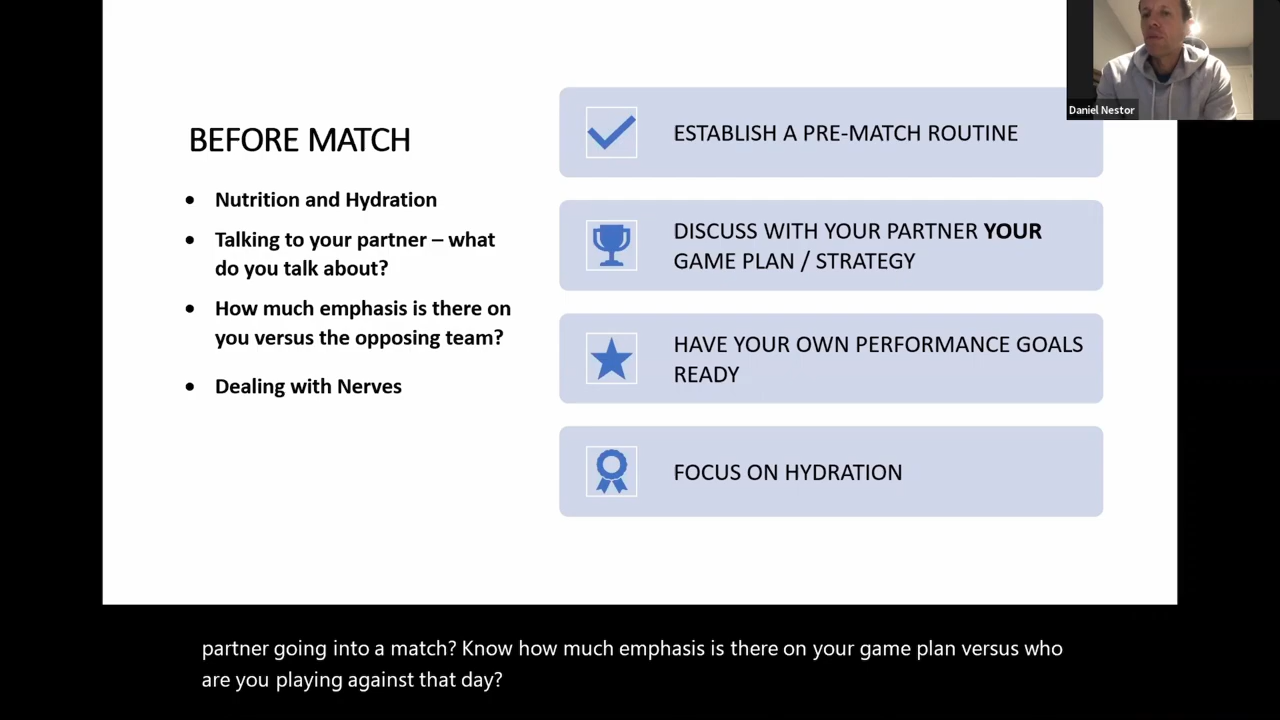 BEFORE MATCH
• Nutrition and Hydration
• Talking to your partner – what
do you talk about?
• How much emphasis is there on
you versus the opposing team?
• Dealing with Nerves
ESTABLISH A PRE-MATCH ROUTINE
DISCUSS WITH YOUR PARTNER YOUR
GAME PLAN / STRATEGY
HAVE YOUR OWN PERFORMANCE GOALS
READY
FOCUS ON HYDRATION
Daniel Nestor
partner going into a match? Know how much emphasis is there on your game plan versus who
are you playing against that day?